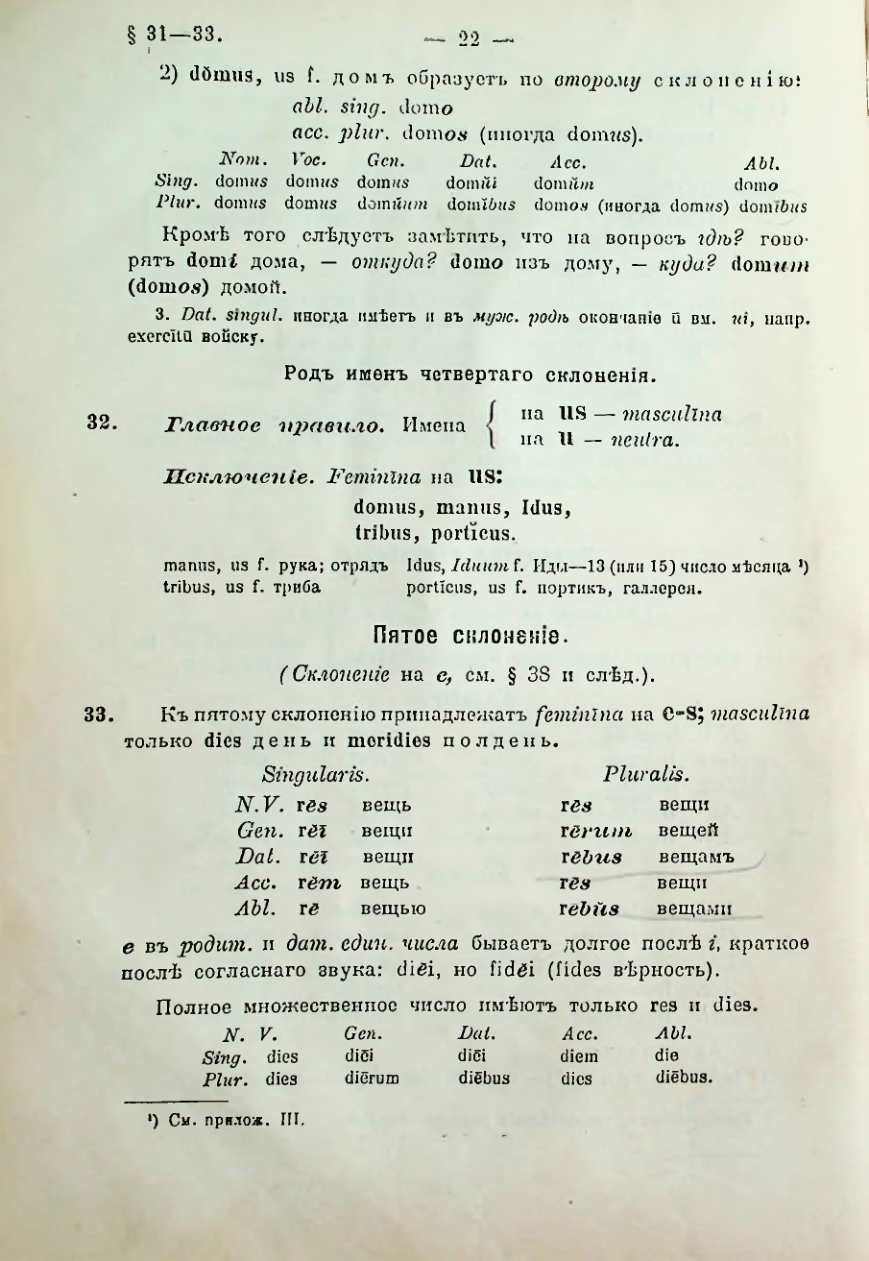 § 31—33.
— 22 —
2) dŏmus, us f. домъ образуетъ по второму склоненію:
abl. sing. domo
acc. plur. domos (иногда domus).
Nom. Voc. Gen. Dat. Acc. Abl.
Sing. domus domus domus domŭi domŭm domo
Plur. domus domus domŭum domĭbus domos (иногда domus) domĭbus
Кромѣ того слѣдуетъ замѣтить, что на вопросъ гдѣ? гово-
рятъ domi дома, — откуда? domo изъ дому, — куда? domum
(domos) домой.
3. Dat. singul. иногда имѣетъ и въ муж. родѣ окончаніе ū вм. ui, напр.
exercitū войску.
Родъ именъ четвертаго склоненія.
32. Главное правило. Имена { на us — masculīna
на u — neutra.
Исключеніе. Feminīna на us:
domus, manus, Idus,
tribus, portĭcus.
manus, us f. рука; отрядъ Idus, Iduum f. Иды—13 (или 15) число мѣсяца ¹)
tribus, us f. триба portĭcus, us f. портикъ, галлерея.
Пятое склоненіе.
(Склоненіе на e, см. § 38 и слѣд.).
33. Къ пятому склоненію принадлежатъ feminīna на e-s; masculīna
только dies день и meridies полдень.
Singularis. Pluralis.
N.V. rēs вещь rēs вещи
Gen. rĕī вещи rērum вещей
Dat. rĕī вещи rēbus вещамъ
Acc. rĕm вещь rēs вещи
Abl. rē вещью rebŭs вещами
e въ родит. и дат. един. числа бываетъ долгое послѣ i, краткое
послѣ согласнаго звука: diēi, но fidĕi (fides вѣрность).
Полное множественное число имѣютъ только res и dies.
N. V. Gen. Dat. Acc. Abl.
Sing. dies diēi diēi diem die
Plur. dies diērum diēbus dies diēbus.
¹) См. прилож. III.